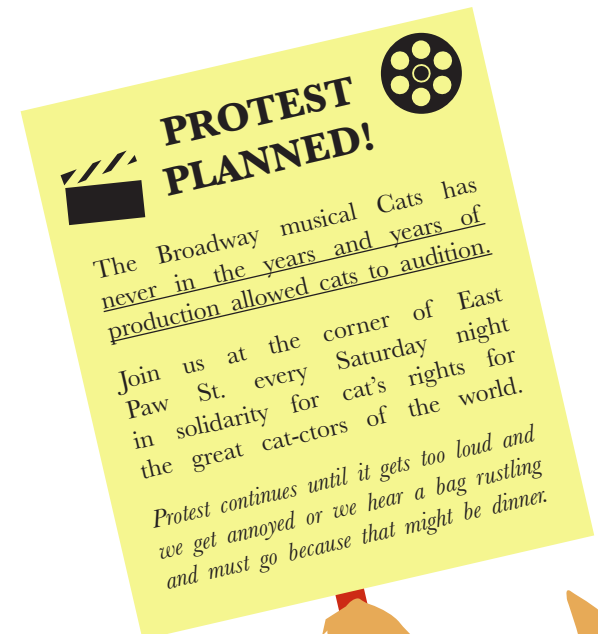 PROTEST
PLANNED!
The Broadway musical Cats has
never in the years and years of
production allowed cats to audition.
Join us at the corner of East
Paw St. every Saturday night
in solidarity for cat's rights for
the great cat-ctors of the world.
Protest continues until it gets too loud and
we get annoyed or we hear a bag rustling
and must go because that might be dinner.